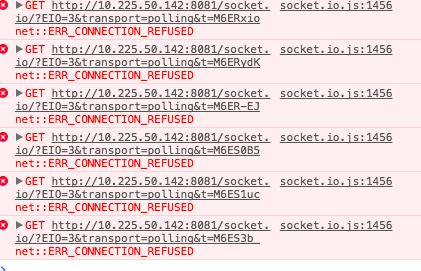 GET http://10.225.50.142:8081/socket. socket.io.js:1456
io/?EIO=3&transport=polling&t=M6ERxio
net::ERR_CONNECTION_REFUSED
GET http://10.225.50.142:8081/socket. socket.io.js:1456
io/?EIO=3&transport=polling&t=M6ERydK
net::ERR_CONNECTION_REFUSED
GET http://10.225.50.142:8081/socket. socket.io.js:1456
io/?EIO=3&transport=polling&t=M6ER-EJ
net::ERR_CONNECTION_REFUSED
GET http://10.225.50.142:8081/socket. socket.io.js:1456
io/?EIO=3&transport=polling&t=M6ES0B5
net::ERR_CONNECTION_REFUSED
GET http://10.225.50.142:8081/socket. socket.io.js:1456
io/?EIO=3&transport=polling&t=M6ES1uc
net::ERR_CONNECTION_REFUSED
GET http://10.225.50.142:8081/socket. socket.io.js:1456
io/?EIO=3&transport=polling&t=M6ES3b_
net::ERR_CONNECTION_REFUSED